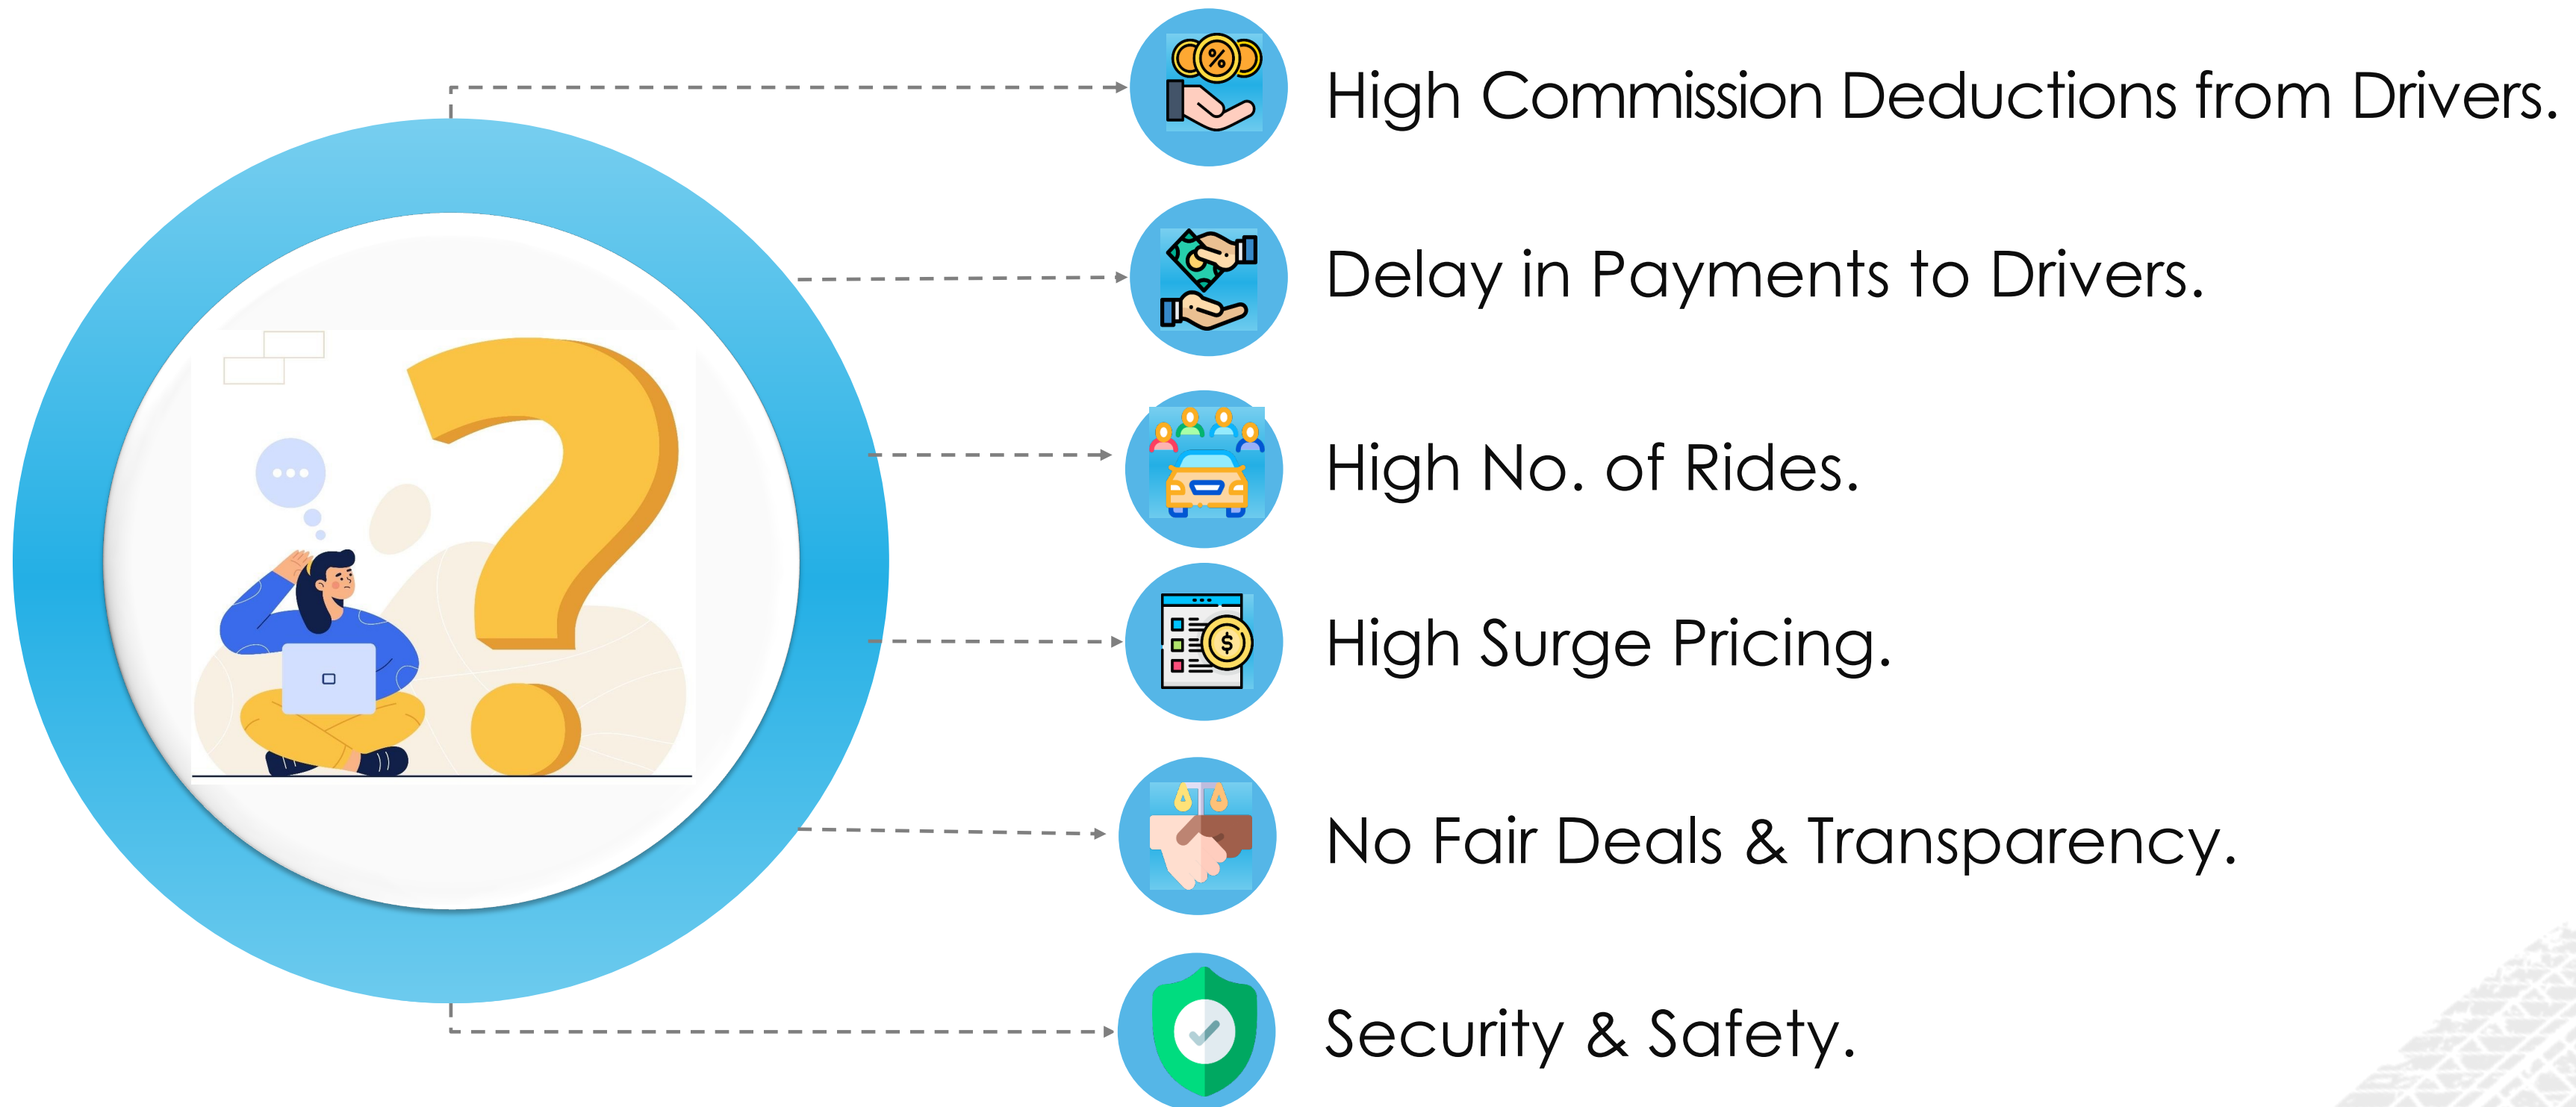 High Commission Deductions from Drivers.
Delay in Payments to Drivers.
High No. of Rides.
High Surge Pricing.
No Fair Deals & Transparency.
Security & Safety.